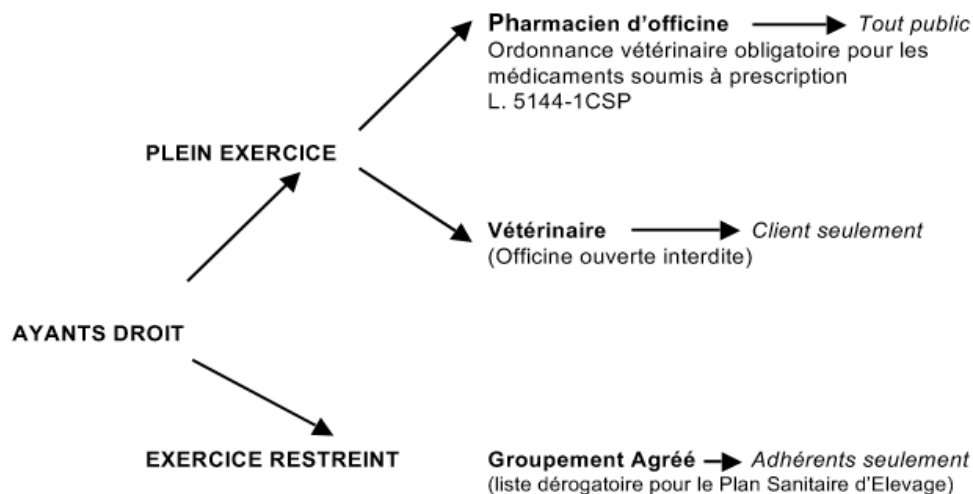 Pharmacien d'officine Tout public
Ordonnance vétérinaire obligatoire pour les
médicaments soumis à prescription
L. 5144-1CSP
PLEIN EXERCICE
Vétérinaire Client seulement
(Officine ouverte interdite)
AYANTS DROIT
EXERCICE RESTREINT Groupement Agréé Adhérents seulement
(liste dérogatoire pour le Plan Sanitaire d'Elevage)